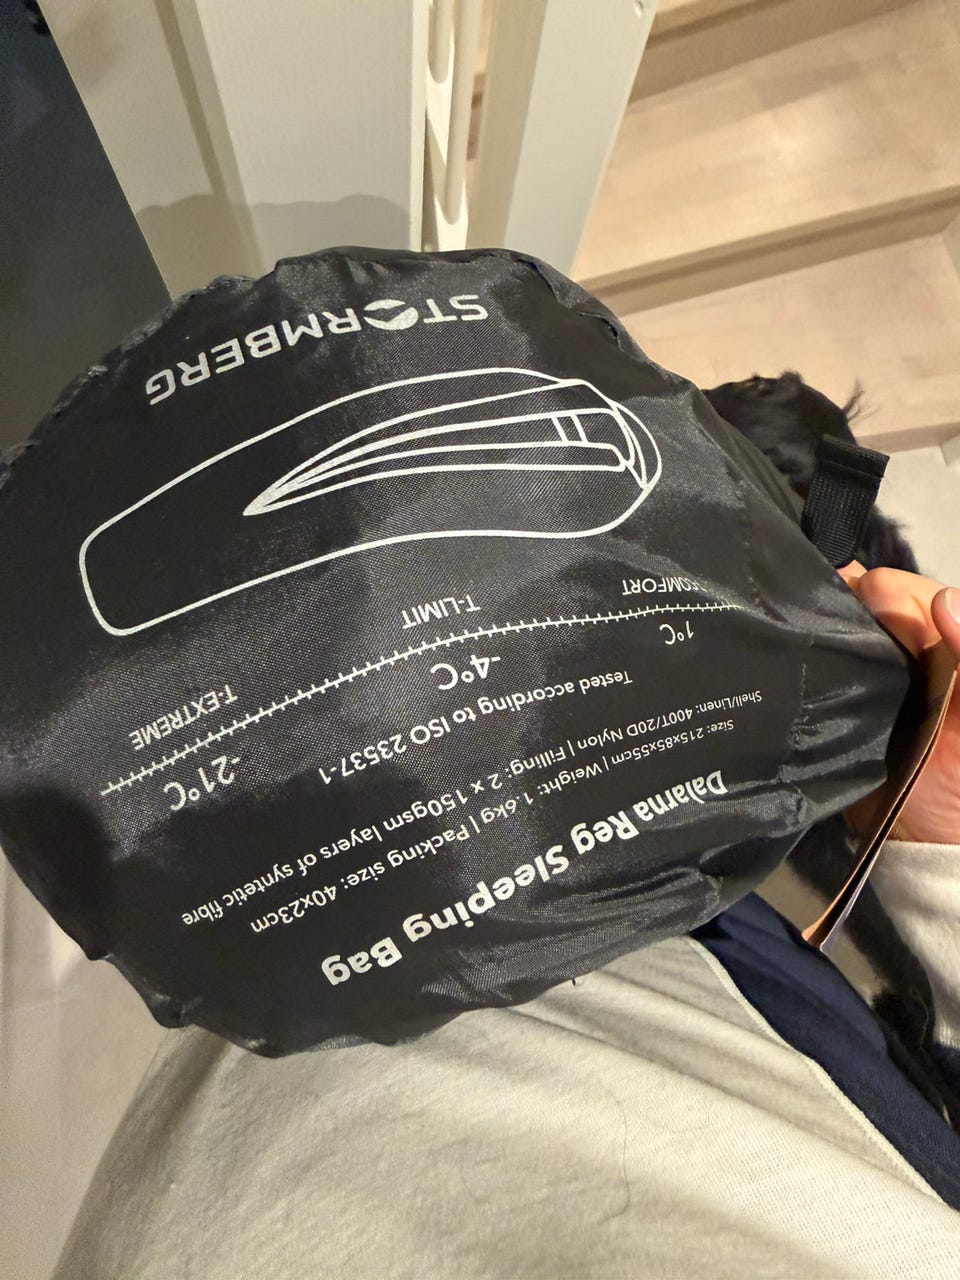 Dalarna Reg Sleeping Bag
Size: 215x85x55cm | Weight: 1.6kg | Packing size: 40x23cm
Shell/Linen: 400T/20D Nylon | Filling: 2 x 150gsm layers of syntetic fibre
Tested according to ISO 23537-1
1°C -4°C -21°C
COMFORT T-LIMIT T-EXTREME
STORMBERG